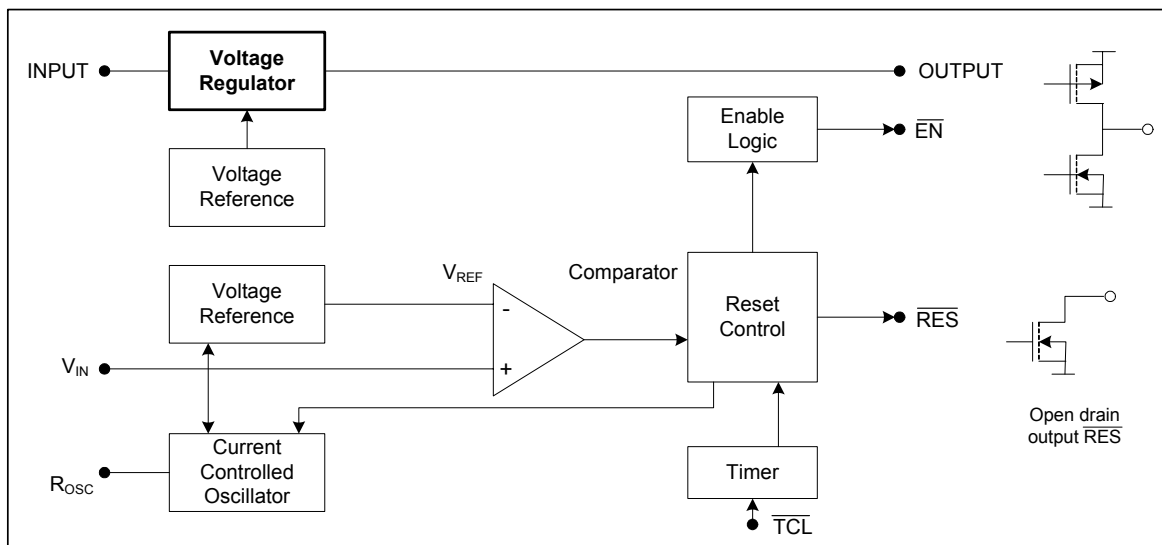 INPUT
Voltage
Regulator
OUTPUT
Enable
Logic
EN
Voltage
Reference
Voltage
Reference
VREF
Comparator
-
+
Reset
Control
RES
VIN
Current
Controlled
Oscillator
ROSC
Timer
TCL
Open drain
output RES